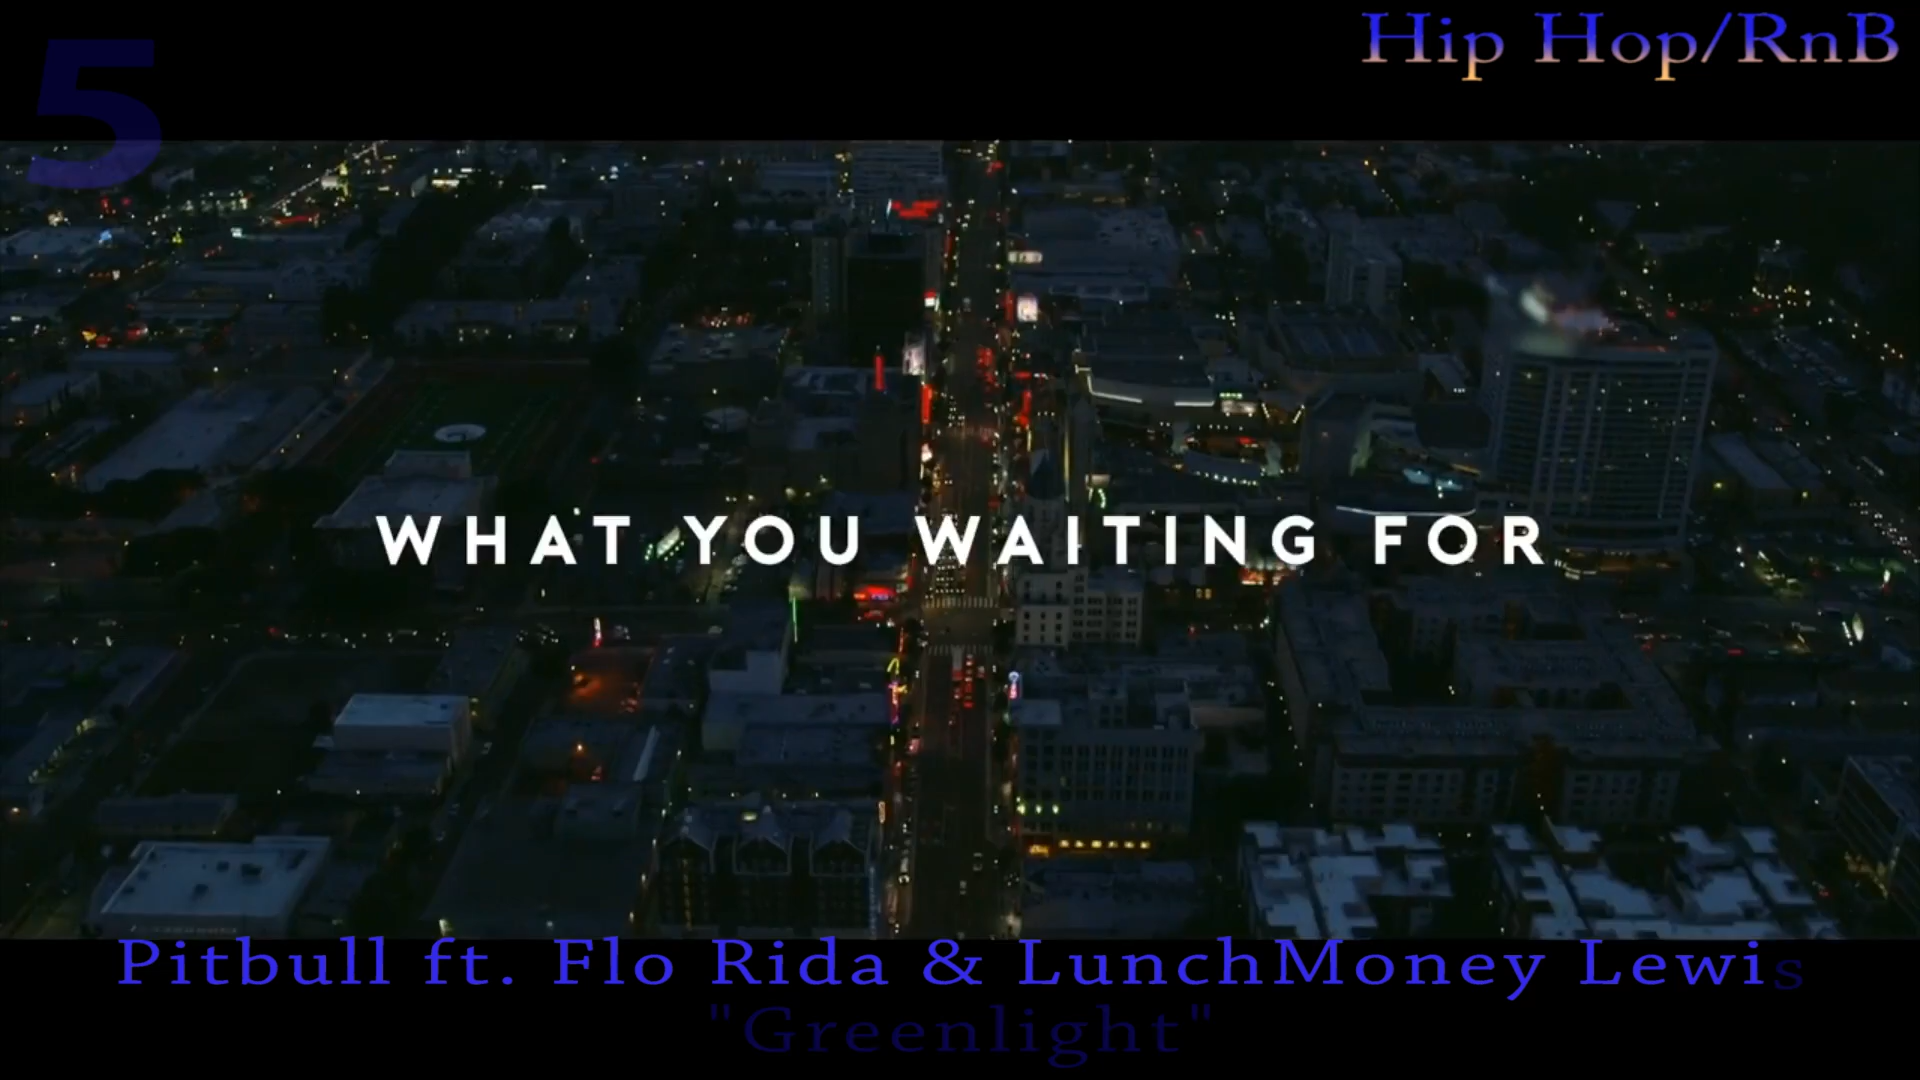 5
Hip Hop/RnB
WHAT YOU WAITING FOR
Pitbull ft. Flo Rida & LunchMoney Lewis
"Greenlight"